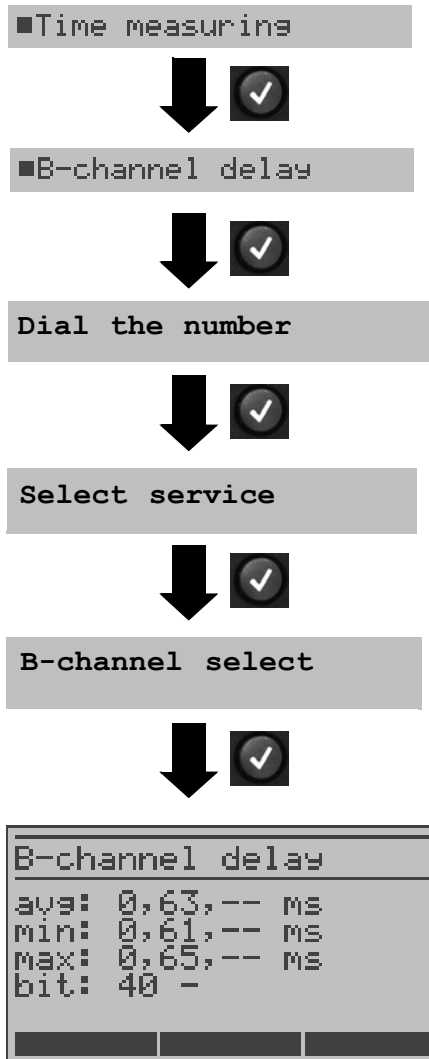 ■Time measuring
■B-channel delay
Dial the number
Select service
B-channel select
B-channel delay
avg: 0,63,-- ms
min: 0,61,-- ms
max: 0,65,-- ms
bit: 40 -